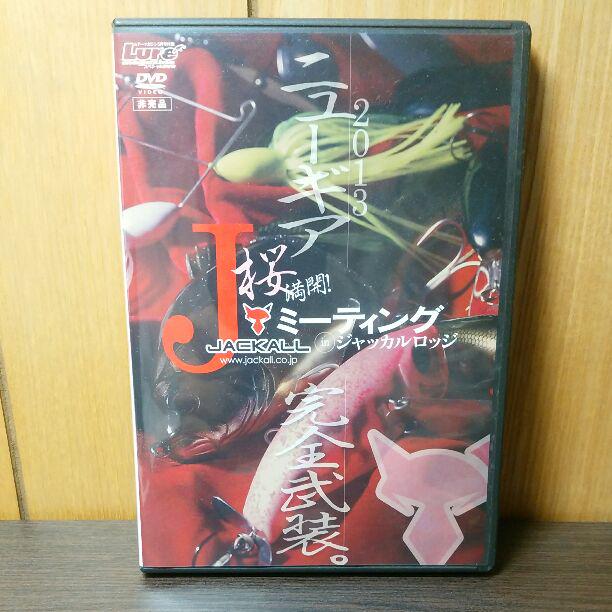 Lure
DVD
VIDEO
非売品
2013
ニューギア
J桜満開!
ミーティング
JACKALL
in ジャッカルロッジ
www.jackall.co.jp
完全武装。